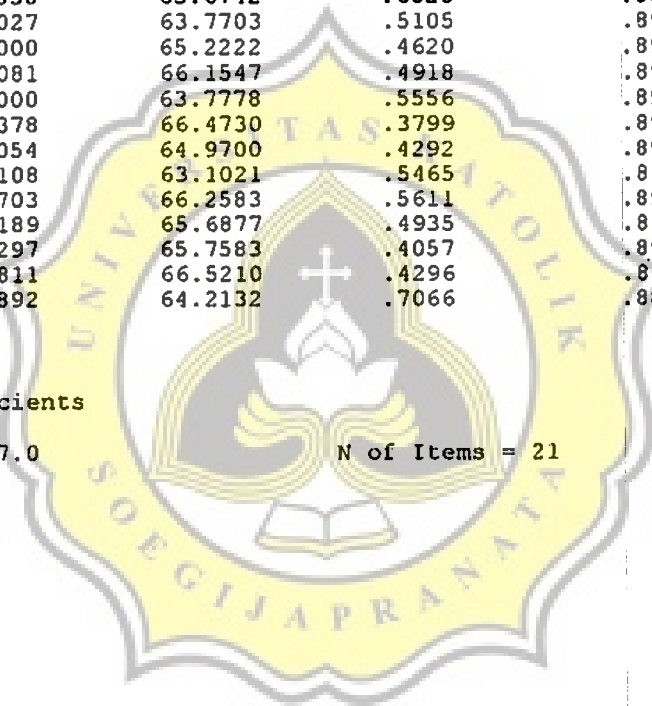 027 63.7703 .5105
000 65.2222 .4620
081 66.1547 .4918
000 63.7778 .5556
378 66.4730 .3799
054 64.9700 .4292
108 63.1021 .5465
703 66.2583 .5611
189 65.6877 .4935
297 65.7583 .4057
811 66.5210 .4296
892 64.2132 .7066
cients
7.0 N of Items = 21
UNIVERSITAS KATOLIK
SOEGIJAPRANATA